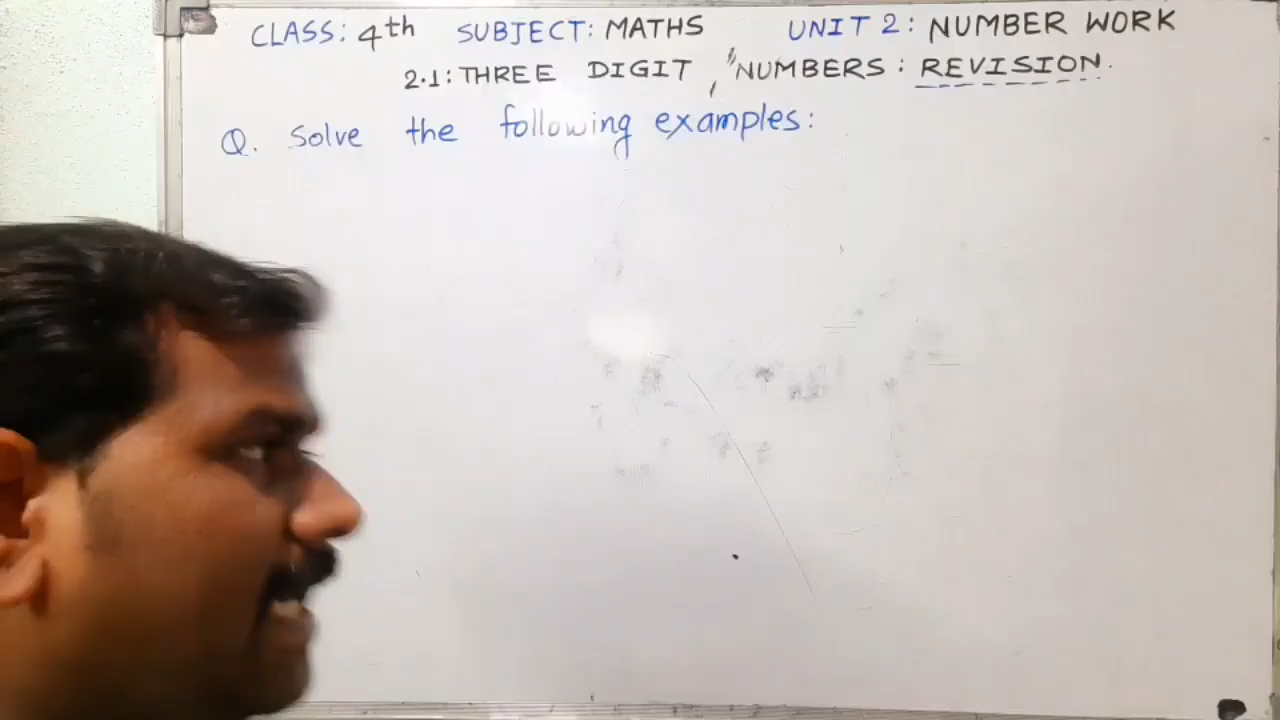 CLASS: 4th SUBJECT: MATHS UNIT 2: NUMBER WORK
2.1: THREE DIGIT NUMBERS: REVISION.
Q. Solve the following examples: